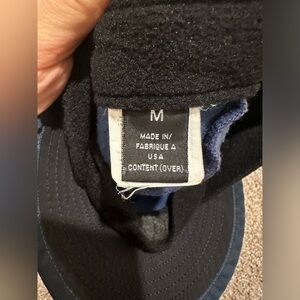 M
MADE IN/
FABRIQUE A
USA
CONTENT (OVER)